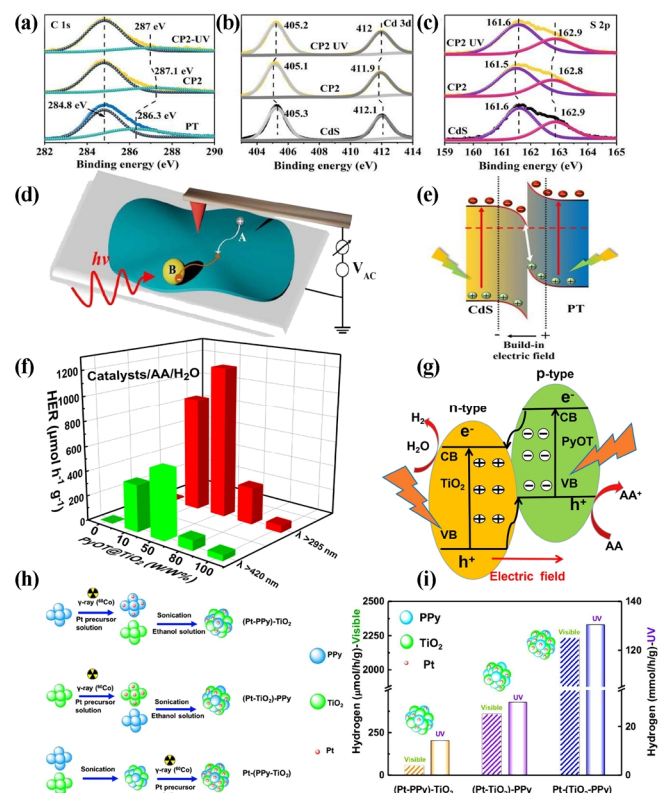 (a)
C 1s
287 eV
CP2-UV
287.1 eV
CP2
284.8 eV
286.3 eV
PT
282 284 286 288 290
Binding energy (eV)
(b)
Cd 3d
405.2
412
CP2 UV
405.1
411.9
CP2
405.3
412.1
CdS
404 406 408 410 412 414
Binding energy (eV)
(c)
S 2p
161.6
162.9
CP2 UV
161.5
162.8
CP2
161.6
162.9
CdS
159 160 161 162 163 164 165
Binding energy (eV)
(d)
A
B
hv
V AC
(e)
CdS
PT
- +
Build-in
electric field
(f)
Catalysts/AA/H2O
HER (μmol h-1 g-1)
1200
1000
800
600
400
200
0
0 10 50 80 100
PyOT@TiO2 (W/W%)
λ >295 nm
λ >420 nm
(g)
n-type
p-type
H2
H2O
e-
CB
TiO2
VB
h+
e-
CB
PyOT
VB
h+
AA+
AA
Electric field
(h)
γ-ray (60Co)
Pt precursor
solution
Sonication
Ethanol solution
(Pt-PPy)-TiO2
PPy
γ-ray (60Co)
Pt precursor
solution
Sonication
Ethanol solution
(Pt-TiO2)-PPy
TiO2
Pt
Sonication
γ-ray (60Co)
Pt precursor
Pt-(PPy-TiO2)
(i)
Hydrogen (μmol/h/g)-Visible
2500
2250
2000
250
0
Hydrogen (mmol/h/g)-UV
140
120
20
0
Visible
UV
Visible
UV
Visible
UV
PPy
TiO2
Pt
(Pt-PPy)-TiO2 (Pt-TiO2)-PPy Pt-(TiO2-PPy)